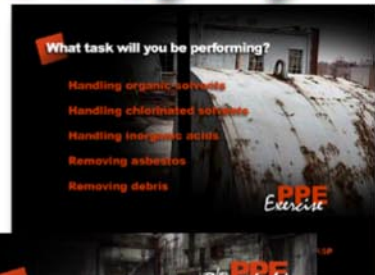 What task will you be performing?
Handling organic solvents
Handling chlorinated solvents
Handling inorganic acids
Removing asbestos
Removing debris
PPE
Exercise
PPE